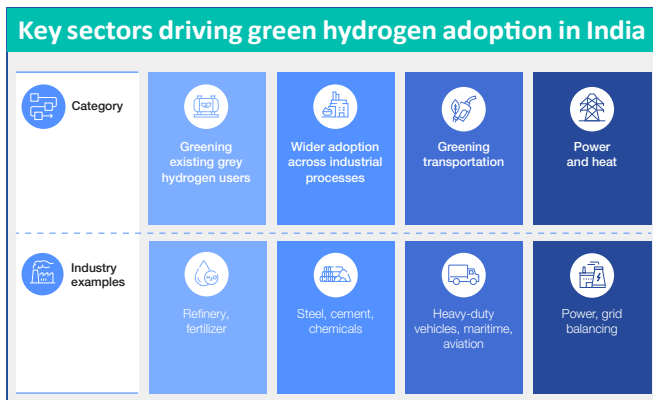 Key sectors driving green hydrogen adoption in India
Category
Greening
existing grey
hydrogen users
Wider adoption
across industrial
processes
Greening
transportation
Power
and heat
Industry
examples
Refinery,
fertilizer
Steel, cement,
chemicals
Heavy-duty
vehicles, maritime,
aviation
Power, grid
balancing